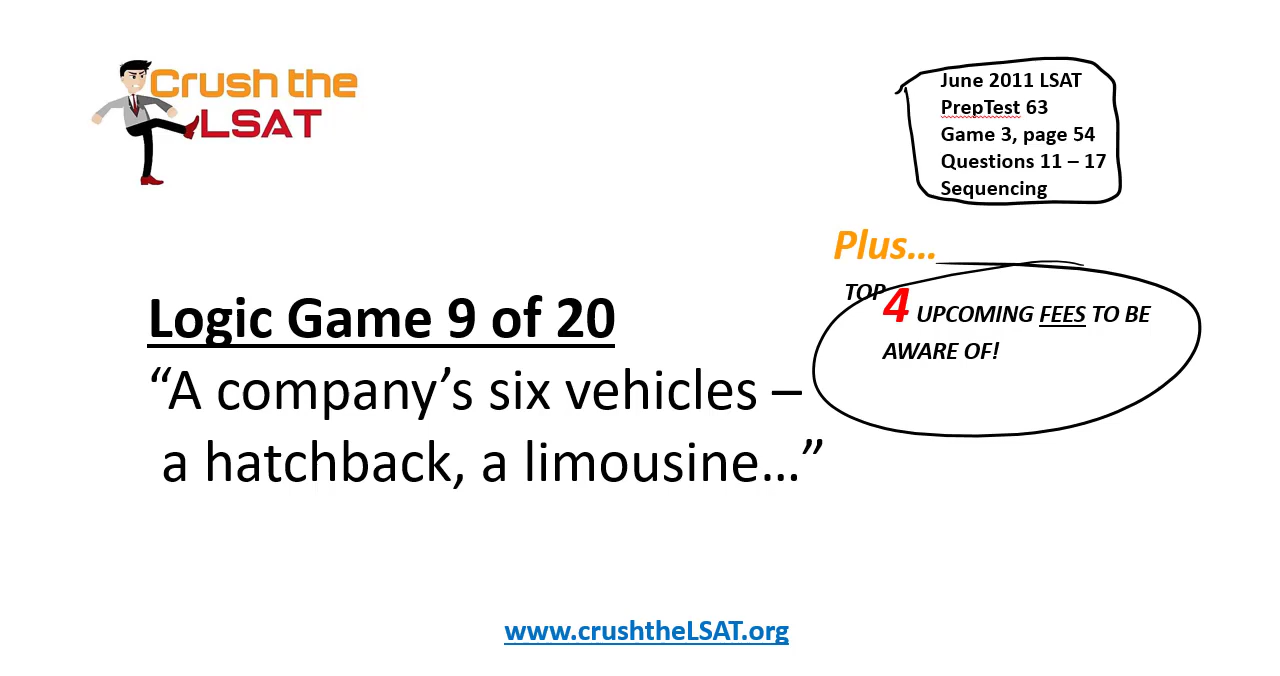 Crush the
LSAT
June 2011 LSAT
PrepTest 63
Game 3, page 54
Questions 11 – 17
Sequencing
Plus...
TOP 4 UPCOMING FEES TO BE
AWARE OF!
Logic Game 9 of 20
“A company’s six vehicles –
a hatchback, a limousine…”
www.crushtheLSAT.org